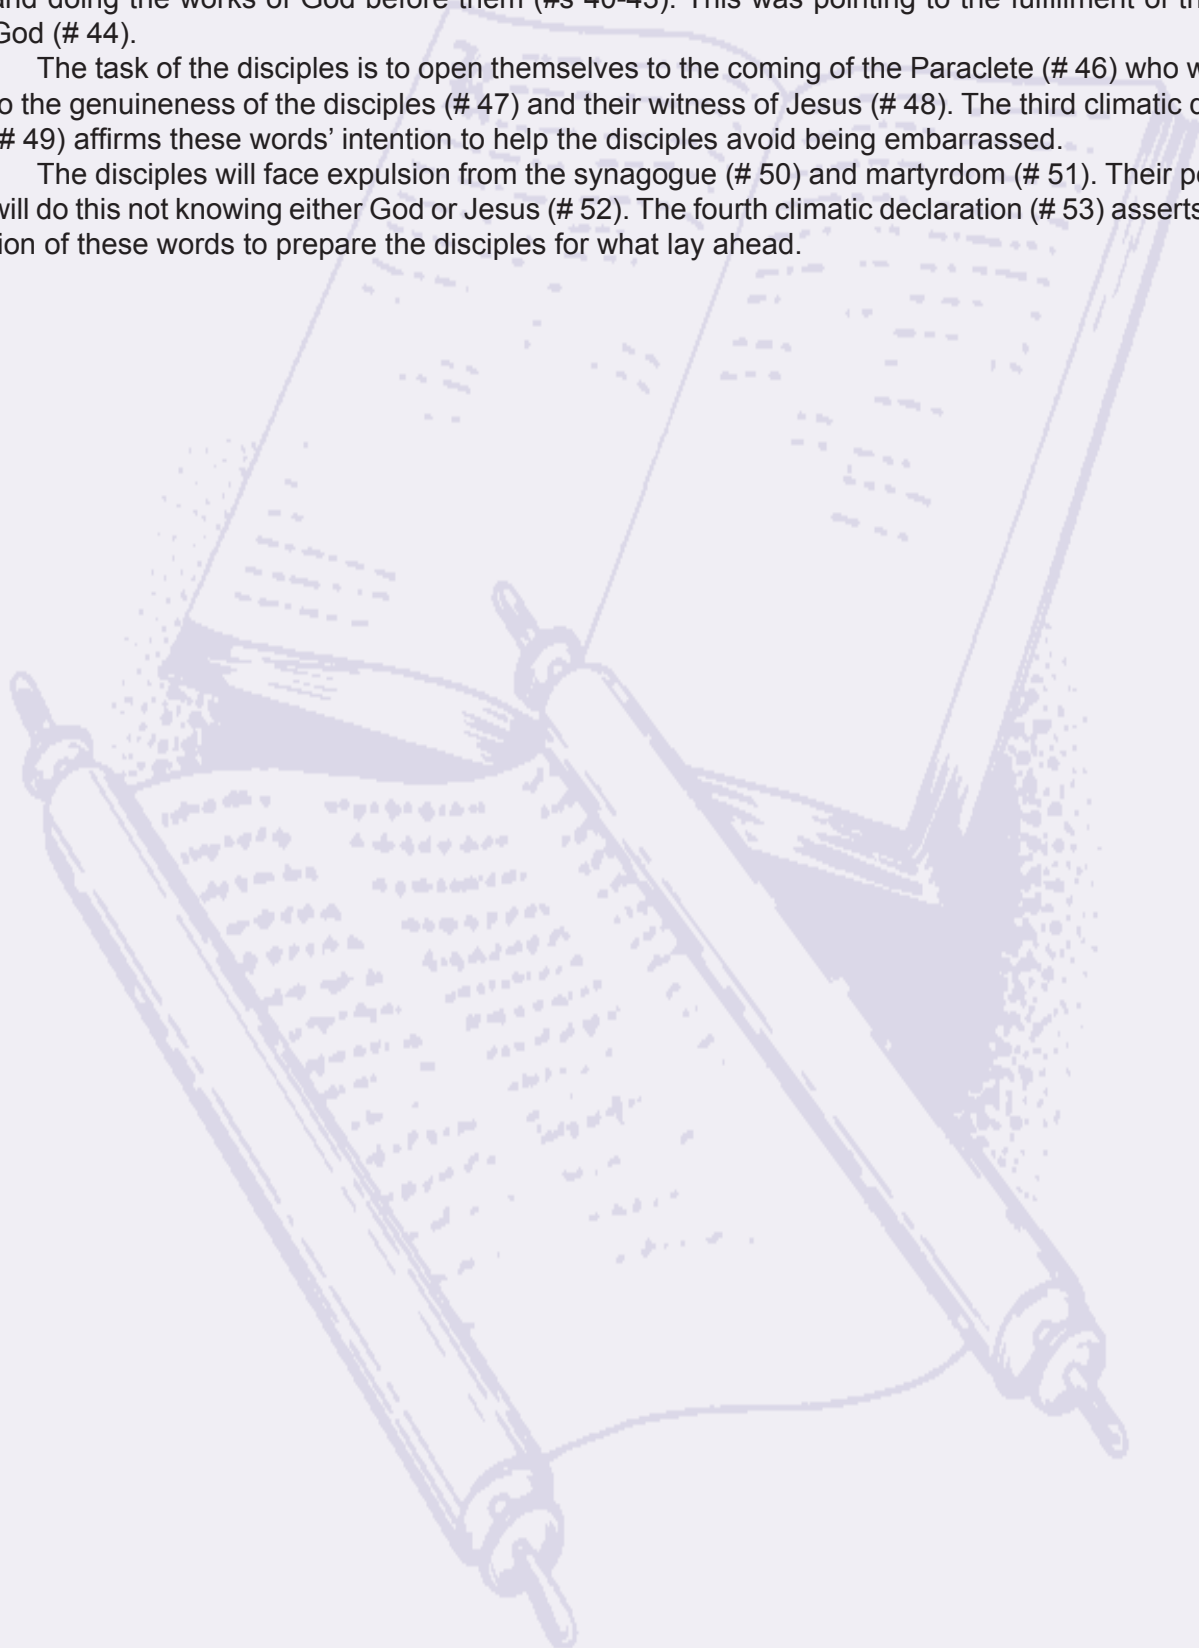 and doing the works of God before them (#s 40-43). This was pointing to the fulfillment of
God (# 44).
The task of the disciples is to open themselves to the coming of the Paraclete (# 46) who
to the genuineness of the disciples (# 47) and their witness of Jesus (# 48). The third climatic
(# 49) affirms these words’ intention to help the disciples avoid being embarrassed.
The disciples will face expulsion from the synagogue (# 50) and martyrdom (# 51). Their
will do this not knowing either God or Jesus (# 52). The fourth climatic declaration (# 53) asserts
tion of these words to prepare the disciples for what lay ahead.